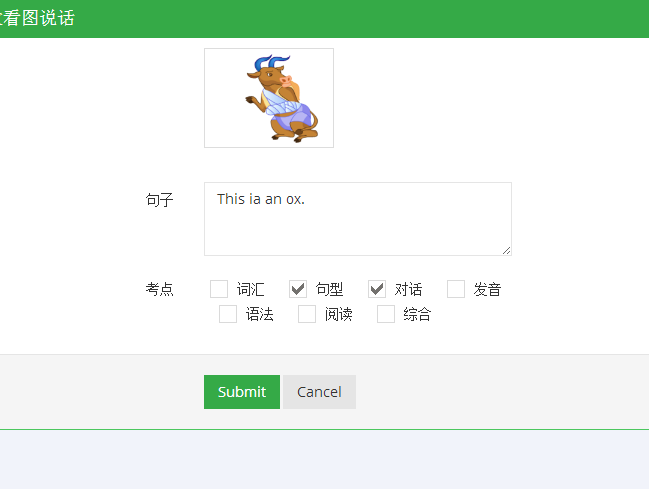 看图说话
句子
This ia an ox.
考点 词汇 句型 对话 发音
语法 阅读 综合
Submit Cancel